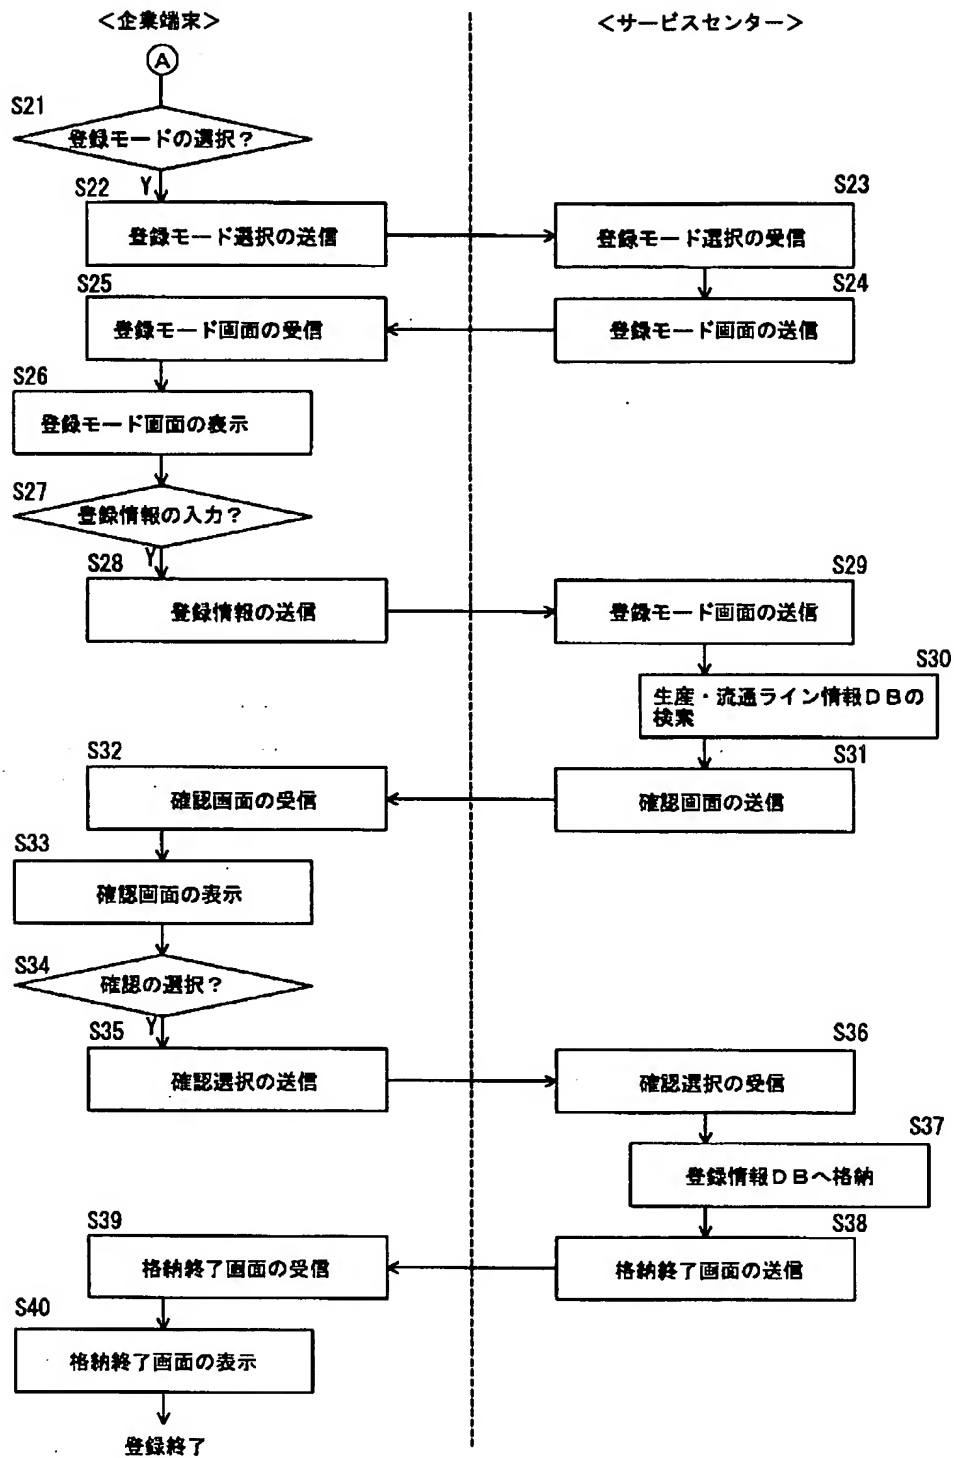 ＜企業端末＞
＜サービスセンター＞
A
S21
登録モードの選択？
Y
S22
登録モード選択の送信
S23
登録モード選択の受信
S24
登録モード画面の送信
S25
登録モード画面の受信
S26
登録モード画面の表示
S27
登録情報の入力？
Y
S28
登録情報の送信
S29
登録モード画面の送信
S30
生産・流通ライン情報ＤＢの
検索
S31
確認画面の送信
S32
確認画面の受信
S33
確認画面の表示
S34
確認の選択？
Y
S35
確認選択の送信
S36
確認選択の受信
S37
登録情報ＤＢへ格納
S38
格納終了画面の送信
S39
格納終了画面の受信
S40
格納終了画面の表示
登録終了